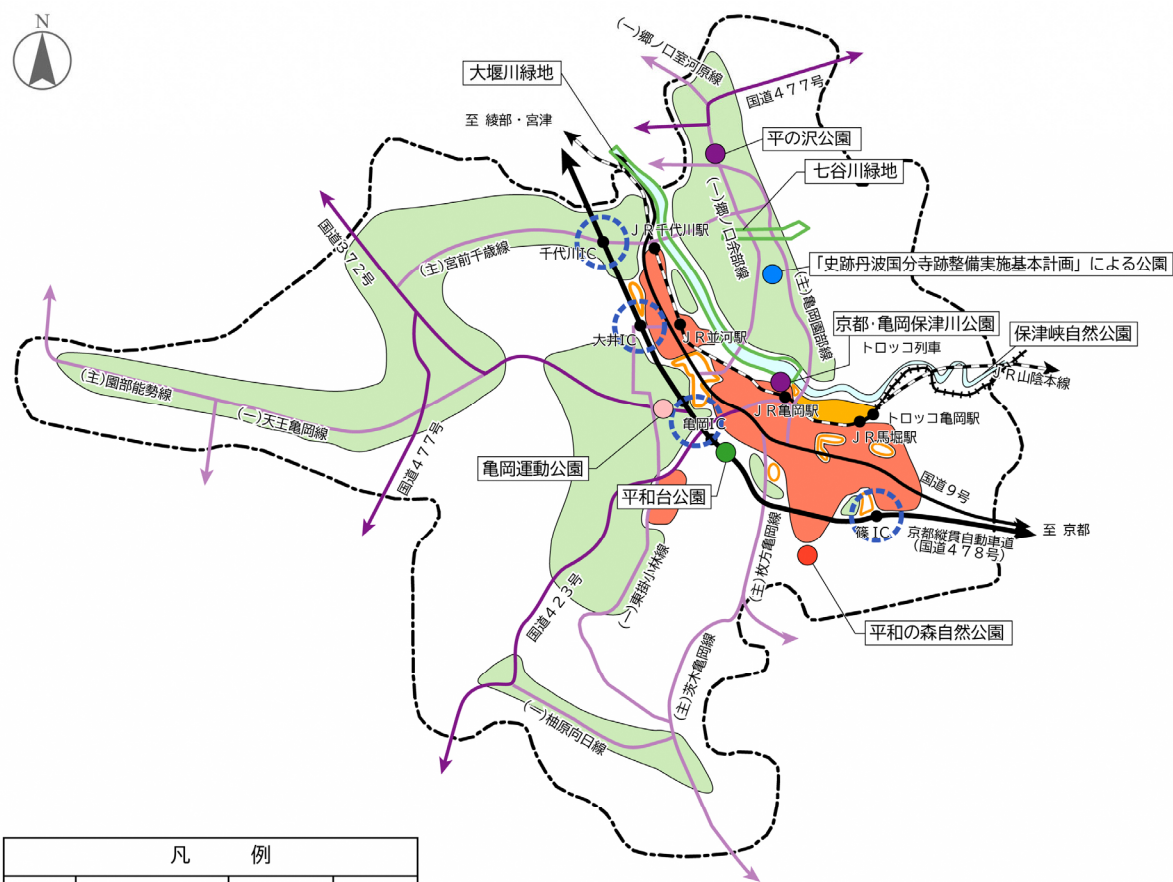 N
(一)郷ノ口室河原線
大堰川緑地
国道477号
至 綾部・宮津
平の沢公園
七谷川緑地
(一)郷ノ口余部線
国道372号
JR千代川駅
(主)宮前千歳線
千代川IC
「史跡丹波国分寺跡整備実施基本計画」による公園
(主)亀岡園部線
京都・亀岡保津川公園
大井IC
JR並河駅
トロッコ列車
保津峡自然公園
JR山陰本線
(主)園部能勢線
(一)天王亀岡線
JR亀岡駅
トロッコ亀岡駅
亀岡IC
JR馬堀駅
国道477号
亀岡運動公園
平和台公園
国道9号
篠IC
京都縦貫自動車道
(国道478号)
至 京都
(主)枚方亀岡線
(一)東掛小林線
国道423号
平和の森自然公園
(主)茨木亀岡線
(一)柚原向日線
凡 例